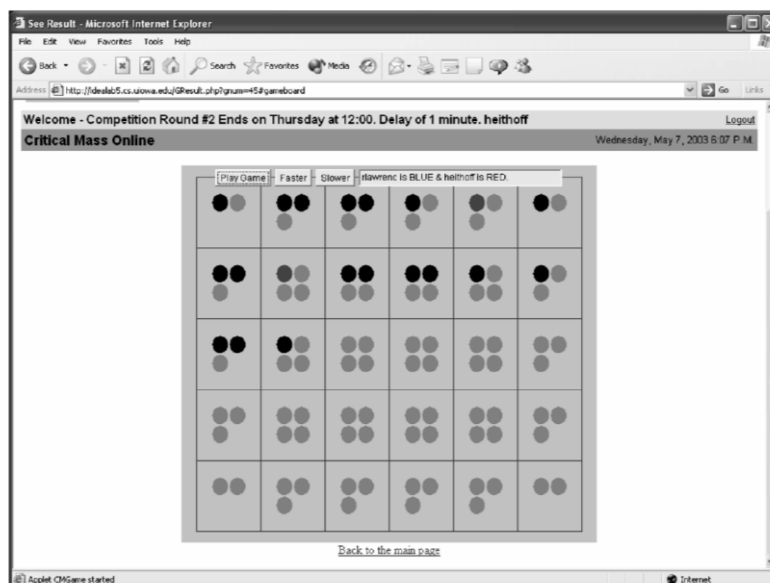 See Result - Microsoft Internet Explorer
File Edit View Favorites Tools Help
Back Search Favorites Media
Address http://idealab5.cs.uiowa.edu/GResult.php?gnum=45#gameboard Go Links
Welcome - Competition Round #2 Ends on Thursday at 12:00. Delay of 1 minute. heithoff Logout
Critical Mass Online Wednesday, May 7, 2003 6:07 P.M.
Play Game Faster Slower rlawrenc is BLUE & heithoff is RED.
Back to the main page
Applet CMGame started Internet